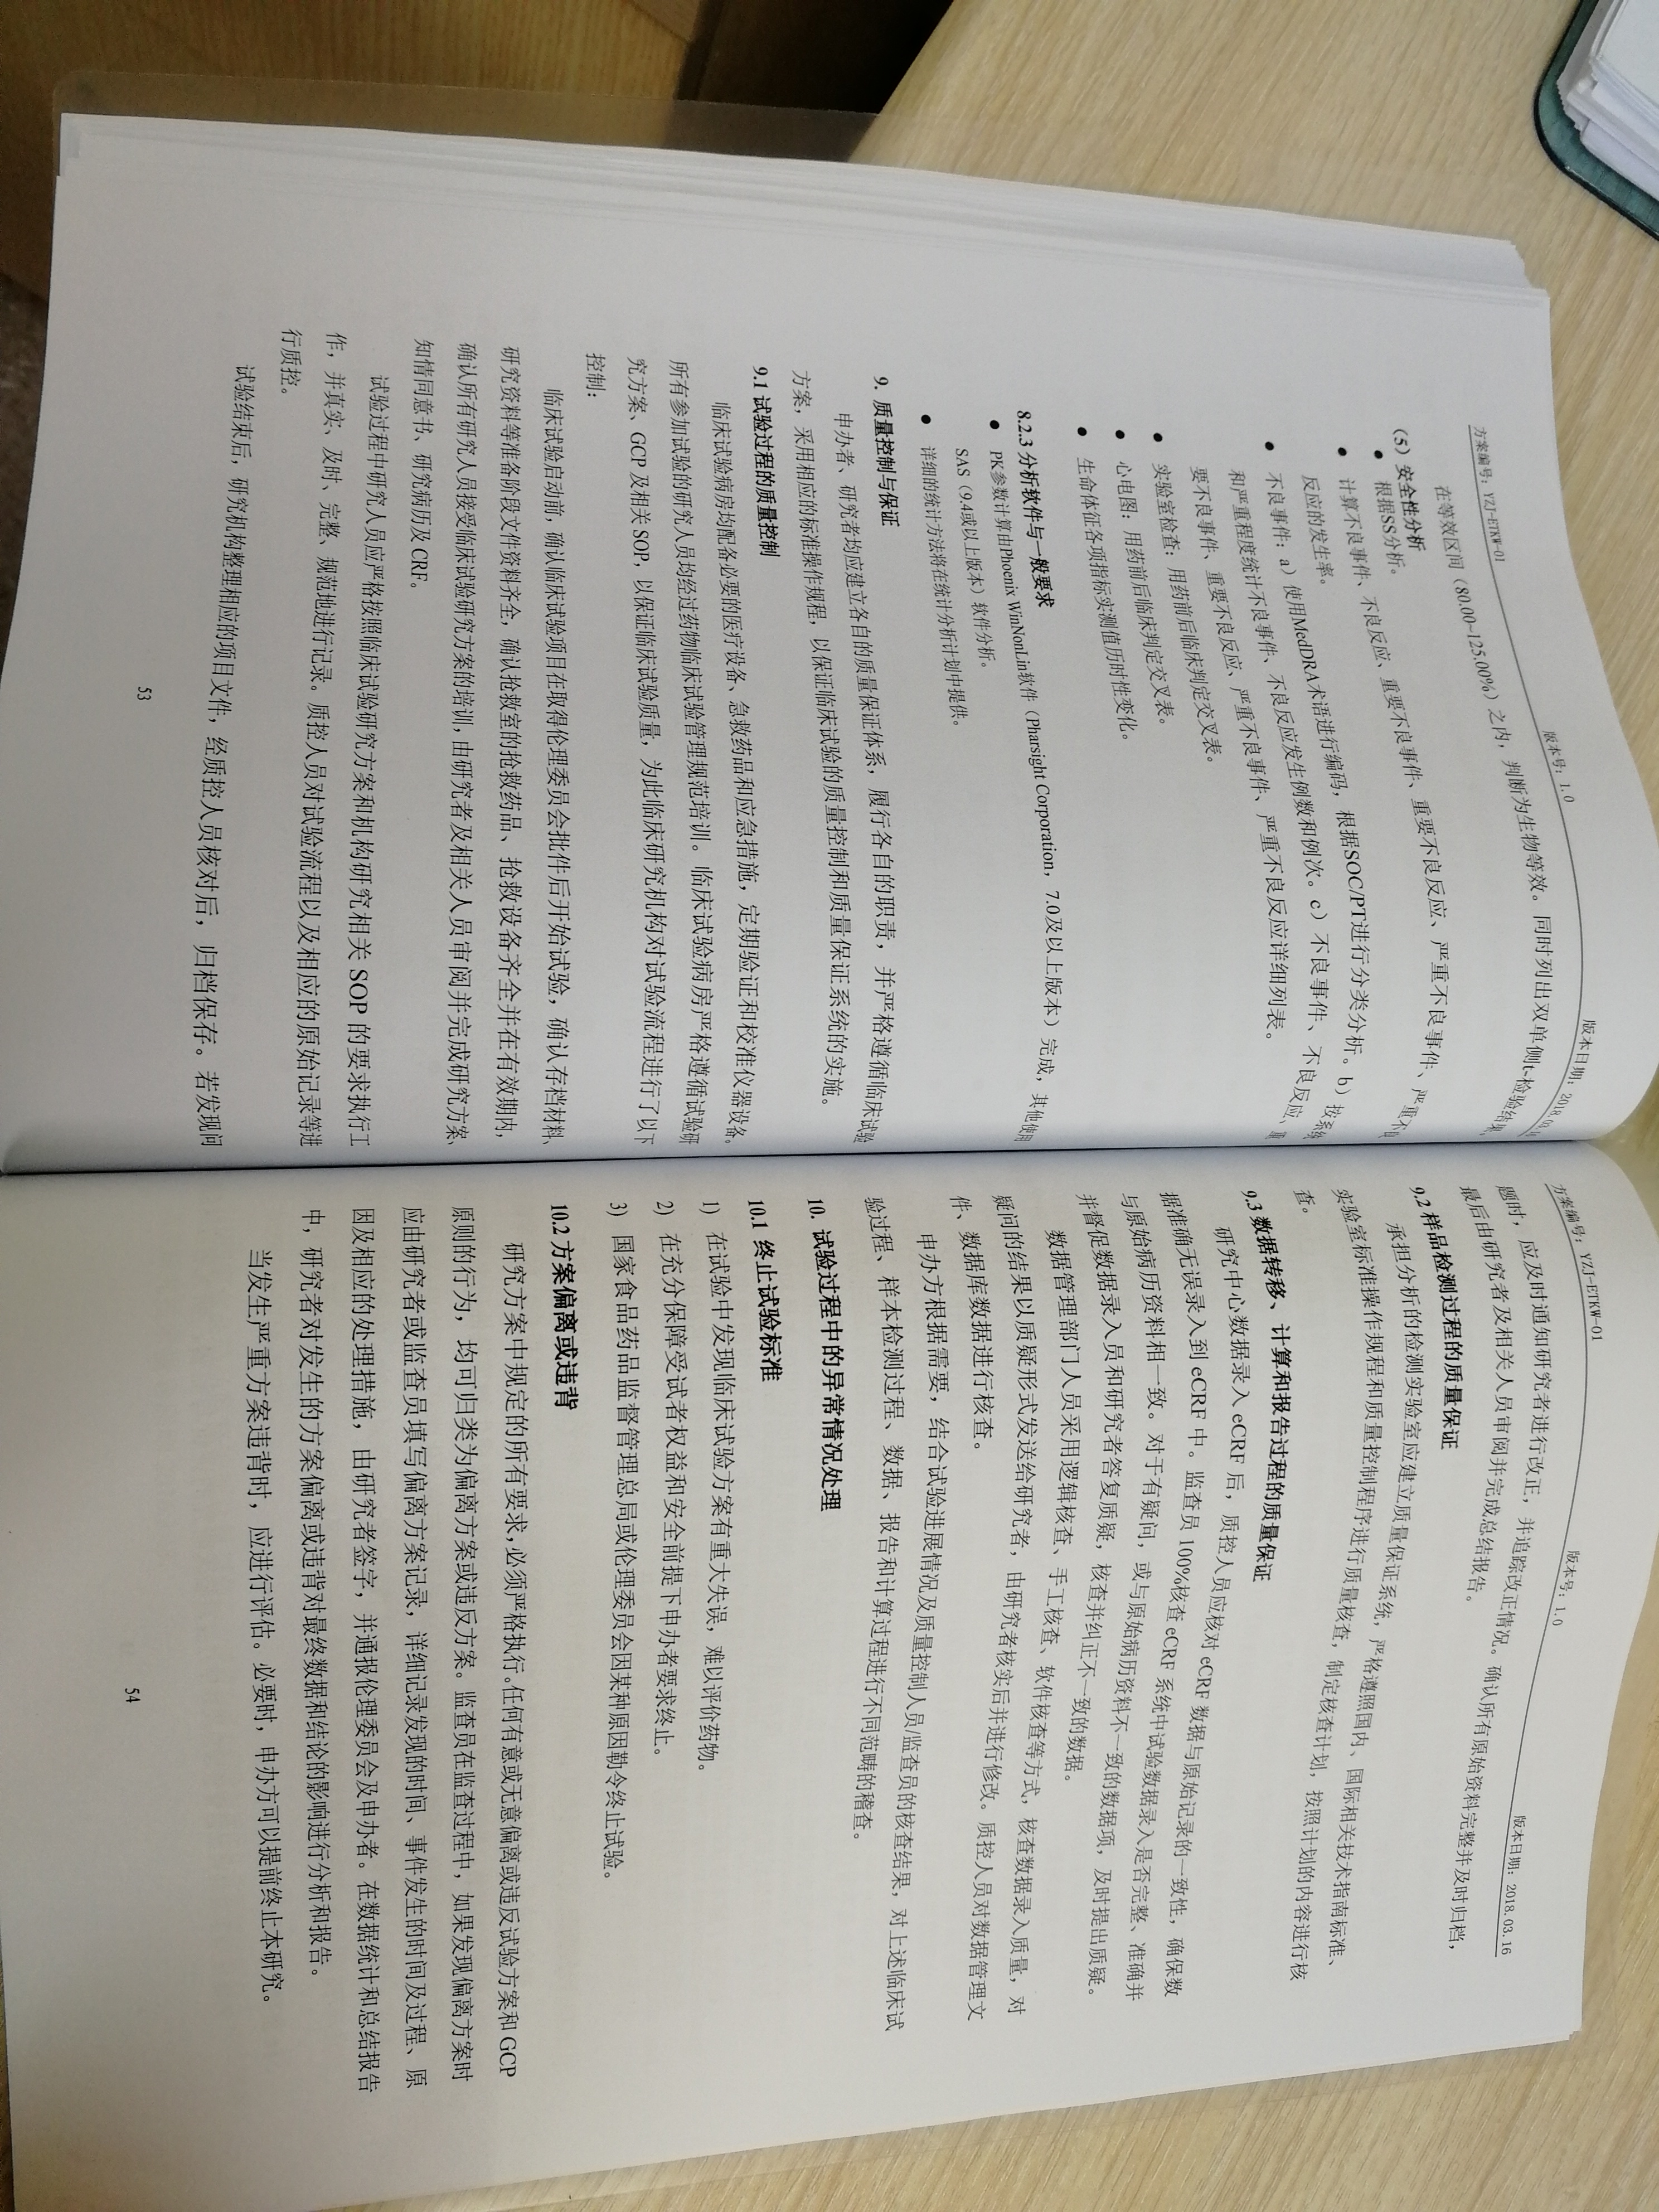 方案编号：YZJ-ETKW-01
版本号：1.0
版本日期：2018.03.
在等效区间（80.00~125.00%）之内，判断为生物等效。同时列出双单侧t-检验结果。
（5）安全性分析
● 根据SS分析。
● 计算不良事件、不良反应、重要不良事件、重要不良反应、严重不良事件、严重不良
反应的发生率。
● 不良事件：a）使用MedDRA术语进行编码，根据SOC/PT进行分类分析。b）按系统
和严重程度统计不良事件、不良反应发生例数和例次。c）不良事件、不良反应、重
要不良事件、重要不良反应、严重不良事件、严重不良反应详细列表。
● 实验室检查：用药前后临床判定交叉表。
● 心电图：用药前后临床判定交叉表。
● 生命体征各项指标实测值历时性变化。
8.2.3 分析软件与一般要求
● PK参数计算由Phoenix WinNonLin软件（Pharsight Corporation，7.0及以上版本）完成，其他使用
SAS（9.4或以上版本）软件分析。
● 详细的统计方法将在统计分析计划中提供。
9. 质量控制与保证
申办者、研究者均应建立各自的质量保证体系，履行各自的职责，并严格遵循临床试验
方案，采用相应的标准操作规程，以保证临床试验的质量控制和质量保证系统的实施。
9.1 试验过程的质量控制
临床试验病房均配备必要的医疗设备、急救药品和应急措施，定期验证和校准仪器设备。
所有参加试验的研究人员均经过药物临床试验管理规范培训。临床试验病房严格遵循试验研
究方案、GCP 及相关 SOP，以保证临床试验质量，为此临床研究机构对试验流程进行了以下
控制：
临床试验启动前，确认临床试验项目在取得伦理委员会批件后开始试验，确认存档材料、
研究资料等准备阶段文件资料齐全，确认抢救室的抢救药品、抢救设备齐全并在有效期内，
确认所有研究人员接受临床试验研究方案的培训，由研究者及相关人员审阅并完成研究方案、
知情同意书、研究病历及 CRF。
试验过程中研究人员应严格按照临床试验研究方案和机构研究相关 SOP 的要求执行工
作，并真实、及时、完整、规范地进行记录。质控人员对试验流程以及相应的原始记录等进
行质控。
试验结束后，研究机构整理相应的项目文件，经质控人员核对后，归档保存。若发现问
53
方案编号：YZJ-ETKW-01
版本号：1.0
版本日期：2018.03.16
题时，应及时通知研究者进行改正，并追踪改正情况。确认所有原始资料完整并及时归档，
最后由研究者及相关人员审阅并完成总结报告。
9.2 样品检测过程的质量保证
承担分析的检测实验室应建立质量保证系统，严格遵照国内、国际相关技术指南标准、
实验室标准操作规程和质量控制程序进行质量核查，制定核查计划，按照计划的内容进行核
查。
9.3 数据转移、计算和报告过程的质量保证
研究中心数据录入 eCRF 后，质控人员应核对 eCRF 数据与原始记录的一致性，确保数
据准确无误录入到 eCRF 中。监查员 100%核查 eCRF 系统中试验数据录入是否完整、准确并
与原始病历资料相一致。对于有疑问，或与原始病历资料不一致的数据项，及时提出质疑。
并督促数据录入员和研究者答复质疑，核查并纠正不一致的数据。
数据管理部门人员采用逻辑核查、手工核查、软件核查等方式，核查数据录入质量，对
疑问的结果以质疑形式发送给研究者，由研究者核实后并进行修改。质控人员对数据管理文
件、数据库数据进行核查。
申办方根据需要，结合试验进展情况及质量控制人员/监查员的核查结果，对上述临床试
验过程、样本检测过程、数据、报告和计算过程进行不同范畴的稽查。
10. 试验过程中的异常情况处理
10.1 终止试验标准
1) 在试验中发现临床试验方案有重大失误，难以评价药物。
2) 在充分保障受试者权益和安全前提下申办者要求终止。
3) 国家食品药品监督管理总局或伦理委员会因某种原因勒令终止试验。
10.2 方案偏离或违背
研究方案中规定的所有要求，必须严格执行。任何有意或无意偏离或违反试验方案和 GCP
原则的行为，均可归类为偏离方案或违反方案。监查员在监查过程中，如果发现偏离方案时
应由研究者或监查员填写偏离方案记录，详细记录发现的时间、事件发生的时间及过程、原
因及相应的处理措施，由研究者签字，并通报伦理委员会及申办者。在数据统计和总结报告
中，研究者对发生的方案偏离或违背对最终数据和结论的影响进行分析和报告。
当发生严重方案违背时，应进行评估。必要时，申办方可以提前终止本研究。
54